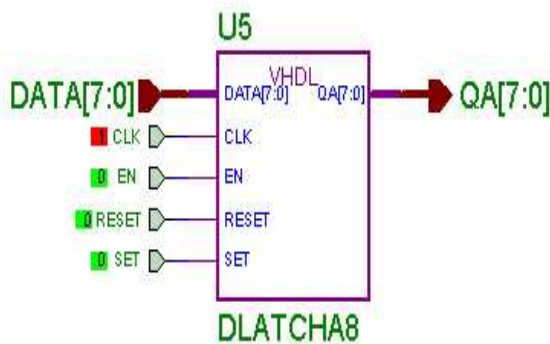 U5
VHDL
DATA[7:0] DATA[7:0] QA[7:0] QA[7:0]
1 CLK CLK
0 EN EN
0 RESET RESET
0 SET SET
DLATCHA8